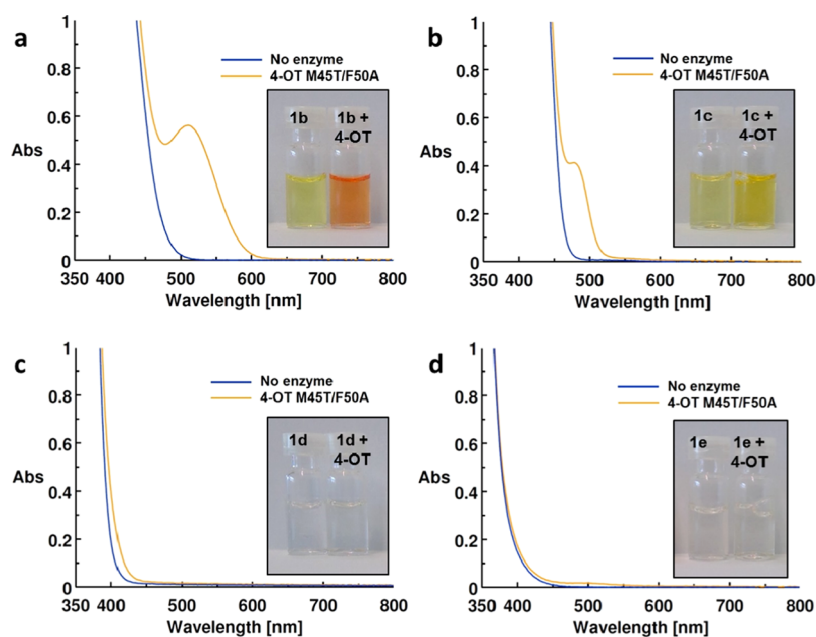 a
1
0.8
0.6
0.4
0.2
0
Abs
No enzyme
4-OT M45T/F50A
1b
1b +
4-OT
350 400 500 600 700 800
Wavelength [nm]
b
1
0.8
0.6
0.4
0.2
0
Abs
No enzyme
4-OT M45T/F50A
1c
1c +
4-OT
350 400 500 600 700 800
Wavelength [nm]
c
1
0.8
0.6
0.4
0.2
0
Abs
No enzyme
4-OT M45T/F50A
1d
1d +
4-OT
350 400 500 600 700 800
Wavelength [nm]
d
1
0.8
0.6
0.4
0.2
0
Abs
No enzyme
4-OT M45T/F50A
1e
1e +
4-OT
350 400 500 600 700 800
Wavelength [nm]